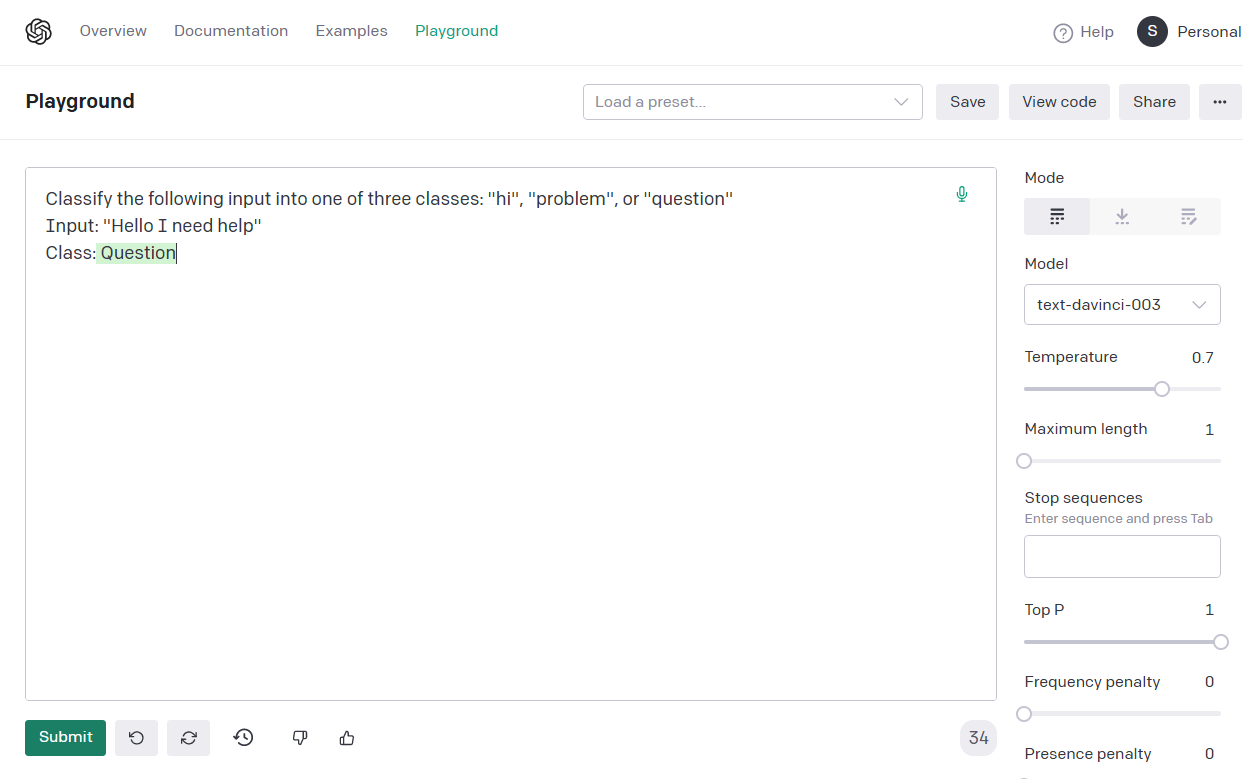 Overview Documentation Examples Playground Help S Personal
Playground Load a preset... Save View code Share ...
Classify the following input into one of three classes: "hi", "problem", or "question"
Input: "Hello I need help"
Class: Question
Mode
Model
text-davinci-003
Temperature 0.7
Maximum length 1
Stop sequences
Enter sequence and press Tab
Top P 1
Frequency penalty 0
Presence penalty 0
Submit 34